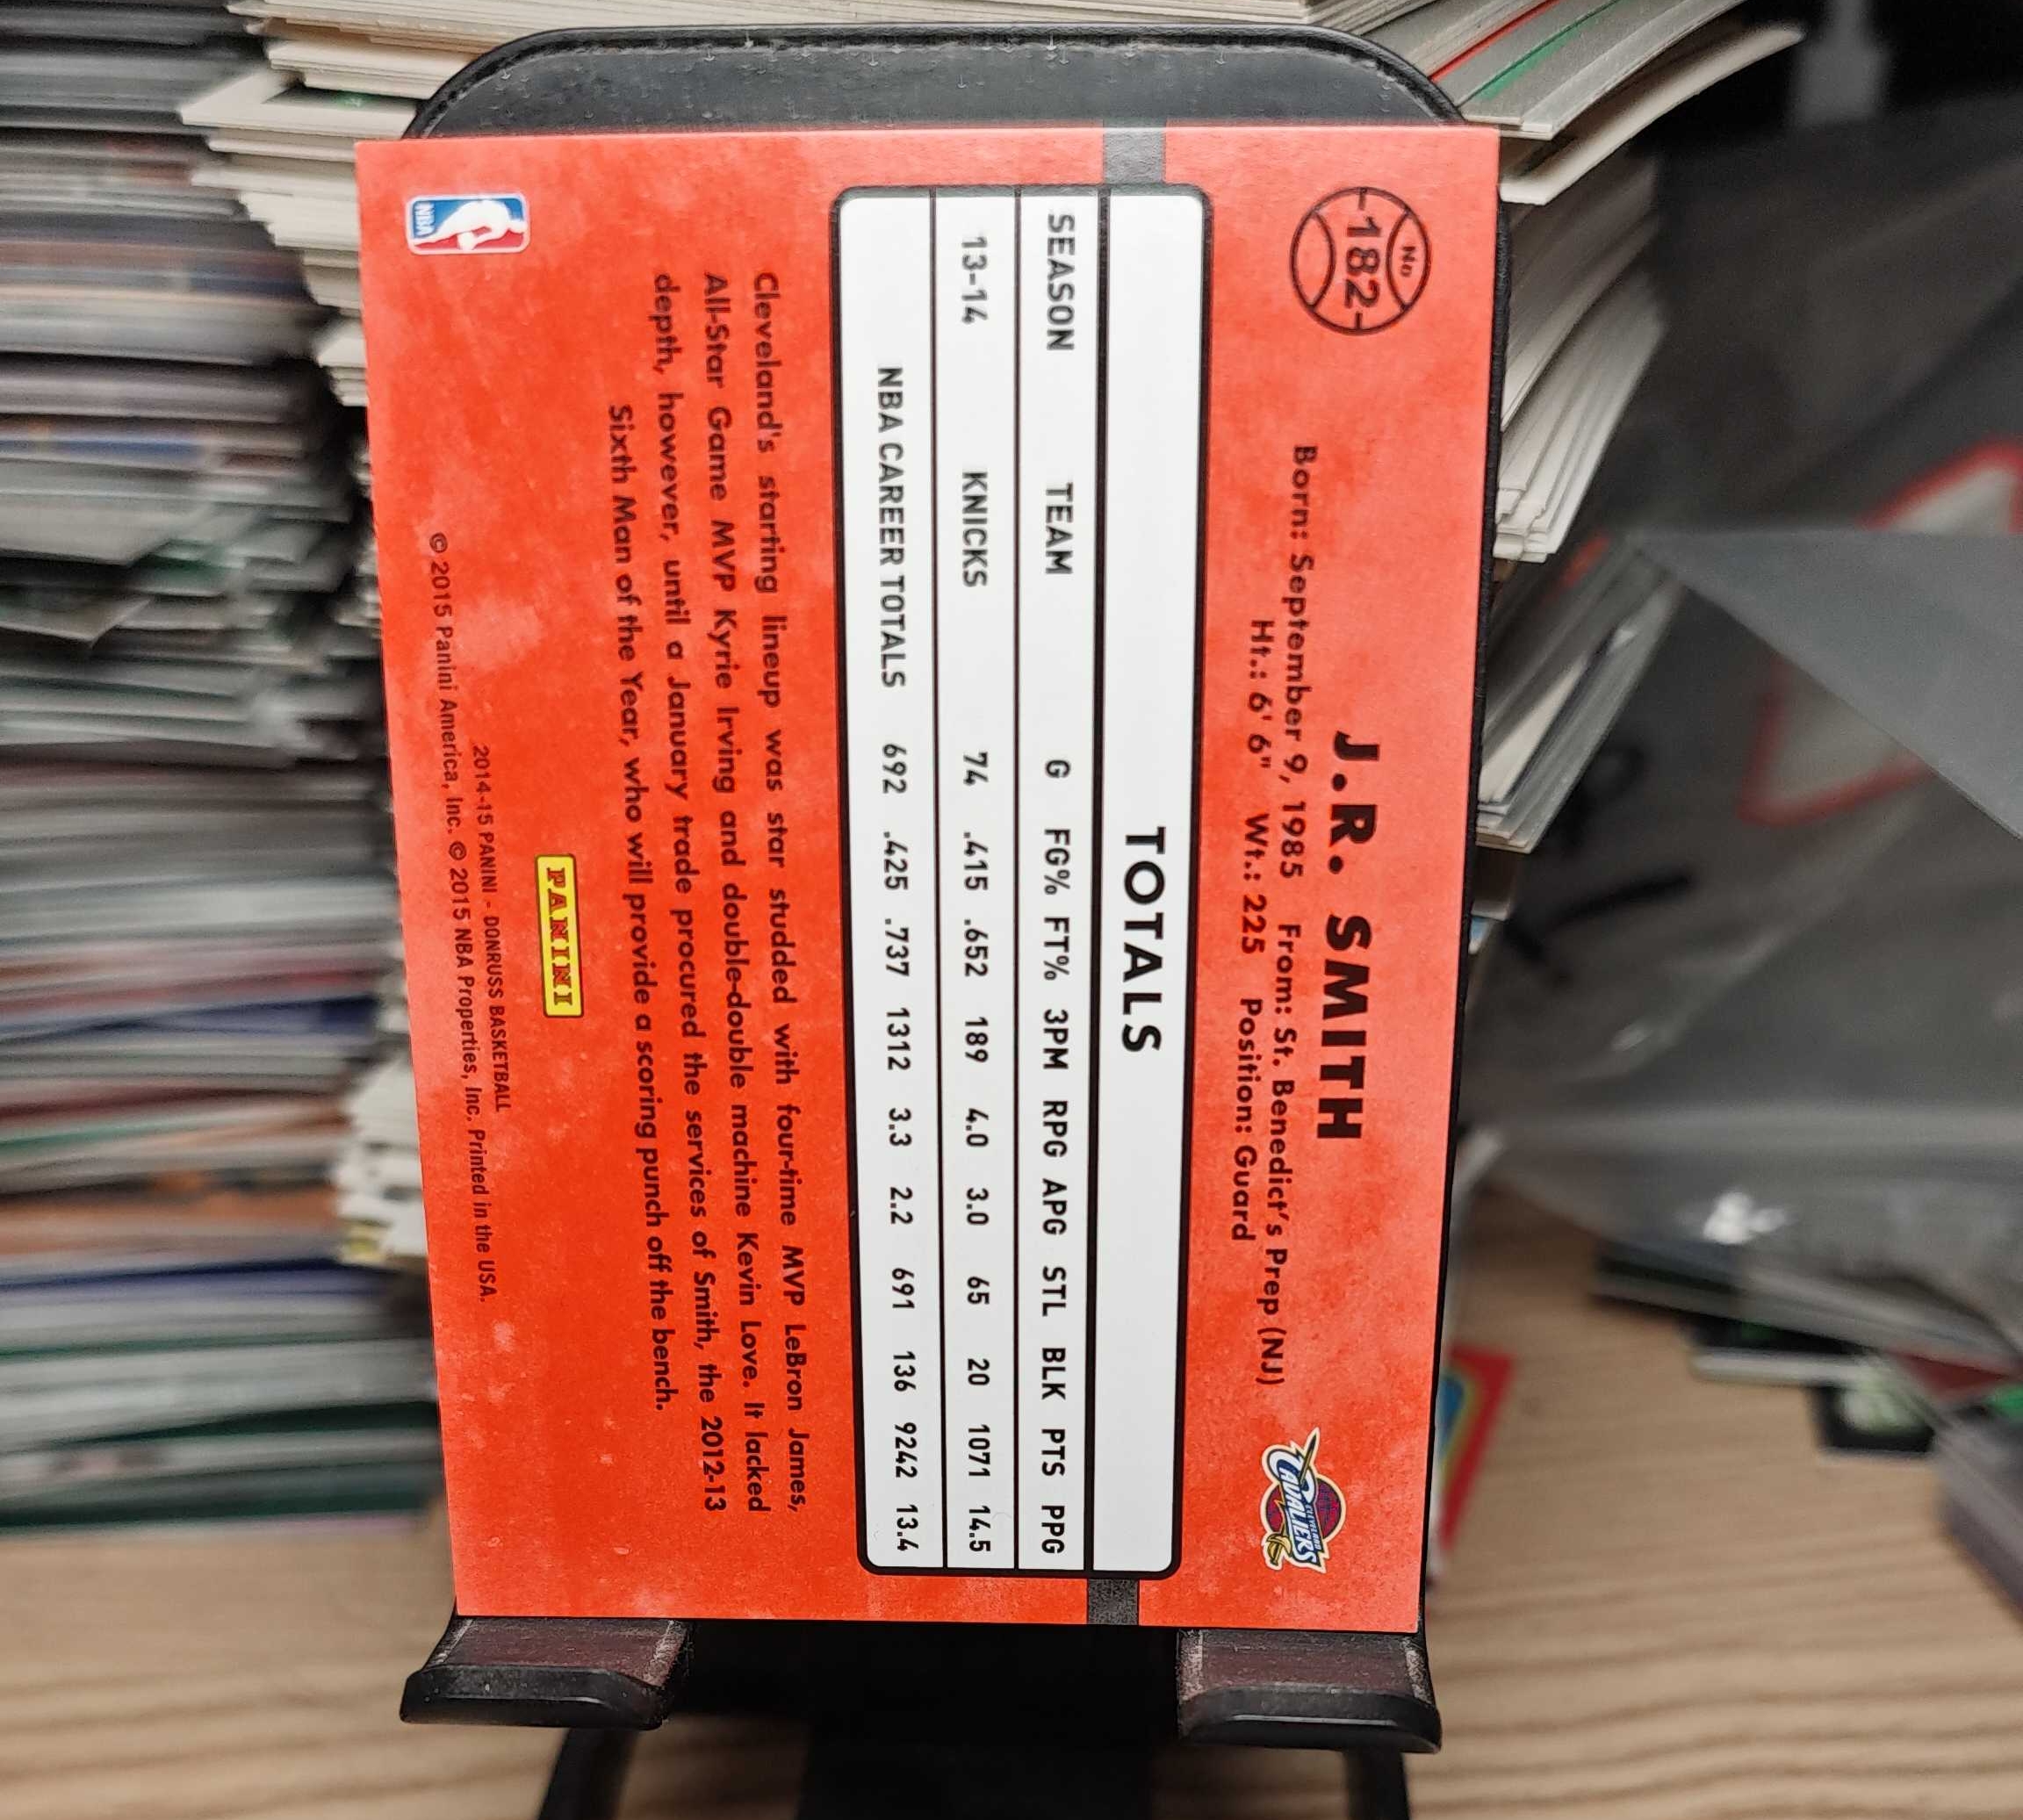 No
-182-
J.R. SMITH
Born: September 9, 1985 From: St. Benedict's Prep (NJ)
Ht.: 6' 6" Wt.: 225 Position: Guard
CLEVELAND
CAVALIERS
TOTALS
SEASON TEAM G FG% FT% 3PM RPG APG STL BLK PTS PPG
13-14 KNICKS 74 .415 .652 189 4.0 3.0 65 20 1071 14.5
NBA CAREER TOTALS 692 .425 .737 1312 3.3 2.2 691 136 9242 13.4
Cleveland's starting lineup was star studded with four-time MVP LeBron James,
All-Star Game MVP Kyrie Irving and double-double machine Kevin Love. It lacked
depth, however, until a January trade procured the services of Smith, the 2012-13
Sixth Man of the Year, who will provide a scoring punch off the bench.
PANINI
2014-15 PANINI - DONRUSS BASKETBALL
© 2015 Panini America, Inc. © 2015 NBA Properties, Inc. Printed in the USA.
NBA